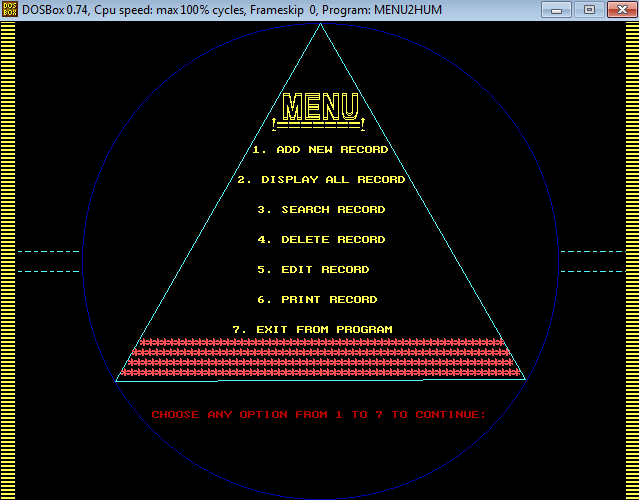 DOS
BOX
DOSBox 0.74, Cpu speed: max 100% cycles, Frameskip 0, Program: MENU2HUM
MENU
1. ADD NEW RECORD
2. DISPLAY ALL RECORD
3. SEARCH RECORD
4. DELETE RECORD
5. EDIT RECORD
6. PRINT RECORD
7. EXIT FROM PROGRAM
CHOOSE ANY OPTION FROM 1 TO 7 TO CONTINUE: